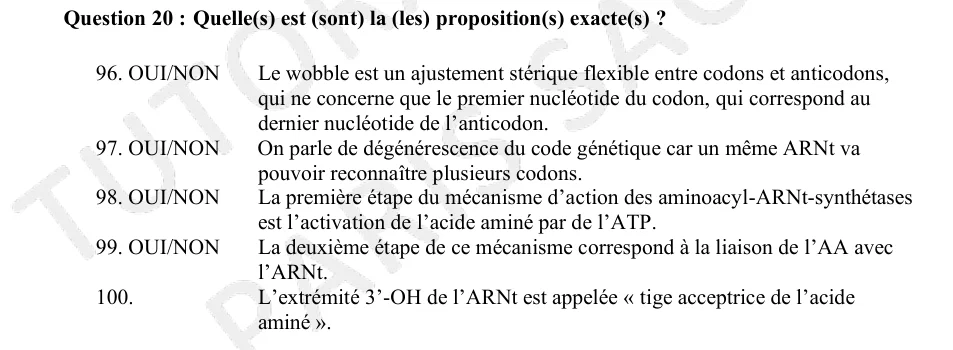 Question 20 : Quelle(s) est (sont) la (les) proposition(s) exacte(s) ?
96. OUI/NON Le wobble est un ajustement stérique flexible entre codons et anticodons,
qui ne concerne que le premier nucléotide du codon, qui correspond au
dernier nucléotide de l’anticodon.
97. OUI/NON On parle de dégénérescence du code génétique car un même ARNt va
pouvoir reconnaître plusieurs codons.
98. OUI/NON La première étape du mécanisme d’action des aminoacyl-ARNt-synthétases
est l’activation de l’acide aminé par de l’ATP.
99. OUI/NON La deuxième étape de ce mécanisme correspond à la liaison de l’AA avec
l’ARNt.
100. L’extrémité 3’-OH de l’ARNt est appelée « tige acceptrice de l’acide
aminé ».